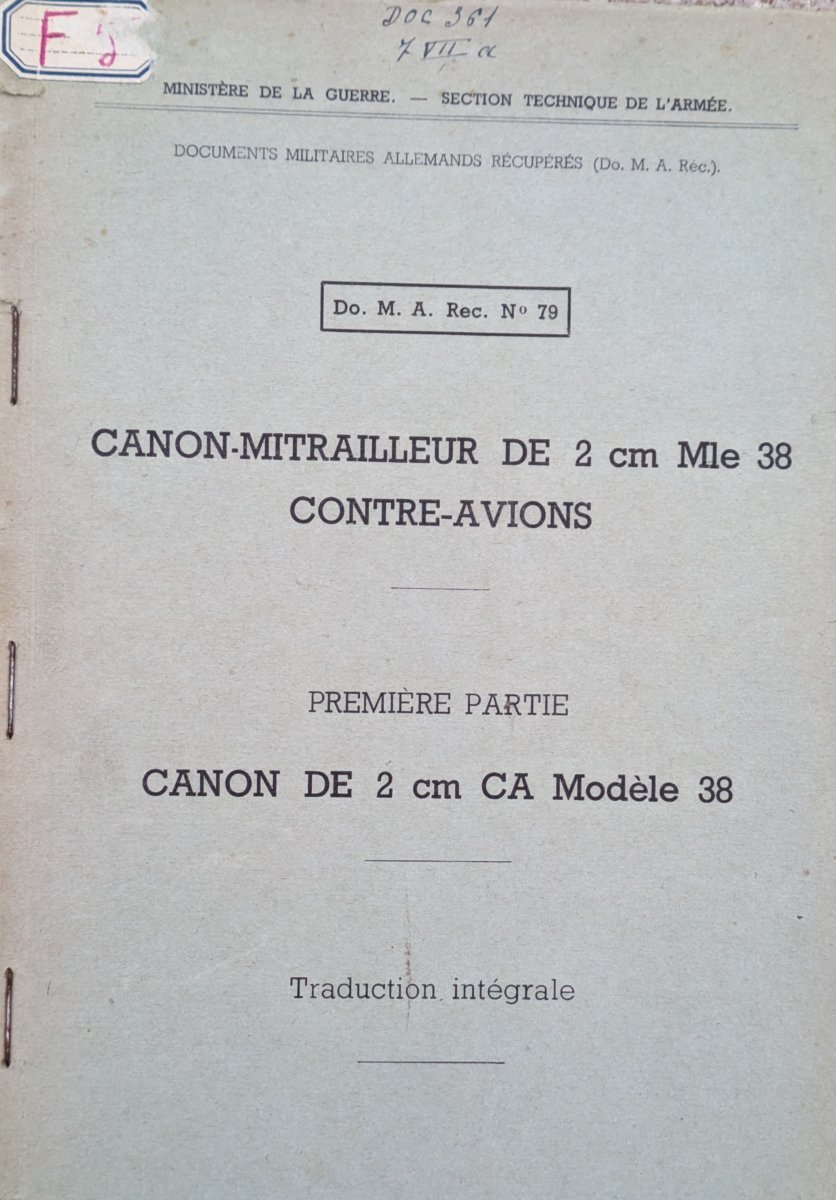 F
DOC 361
7 VII a
MINISTÈRE DE LA GUERRE. — SECTION TECHNIQUE DE L'ARMÉE.
DOCUMENTS MILITAIRES ALLEMANDS RÉCUPÉRÉS (Do. M. A. Réc.).
Do. M. A. Rec. Nº 79
CANON-MITRAILLEUR DE 2 cm Mle 38
CONTRE-AVIONS
PREMIÈRE PARTIE
CANON DE 2 cm CA Modèle 38
Traduction intégrale